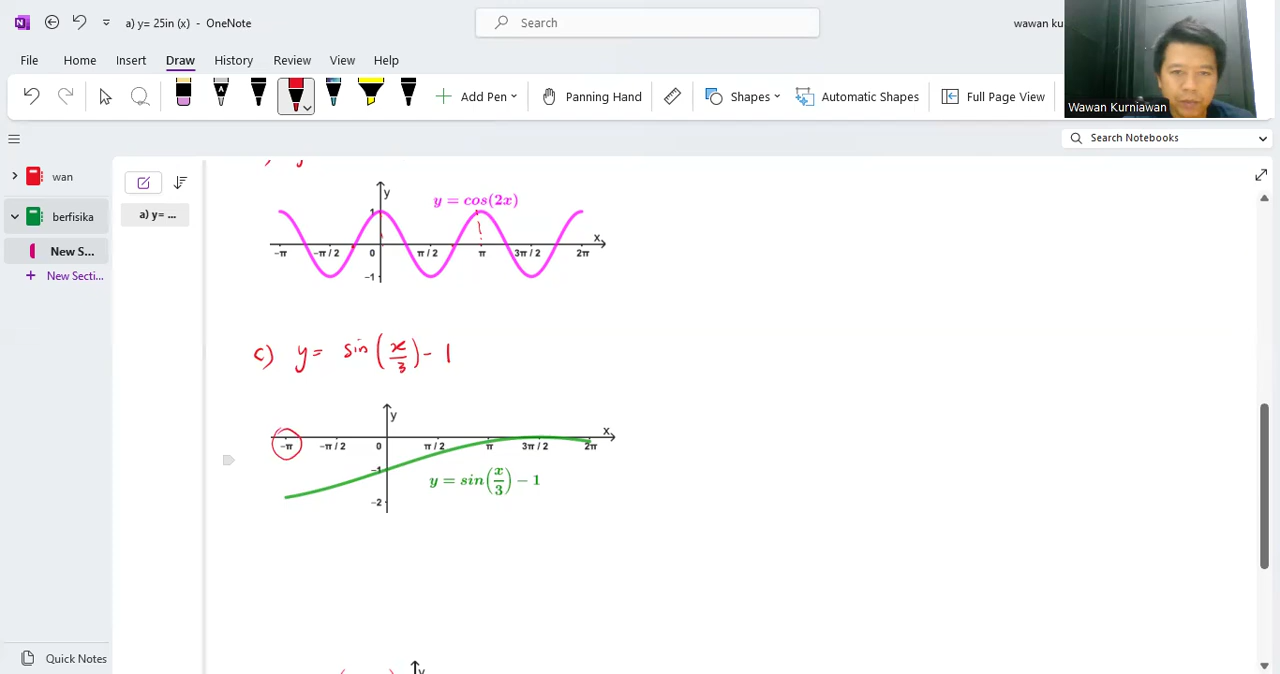 a) y= 25in (x) - OneNote
Search
wawan ku
File Home Insert Draw History Review View Help
Add Pen
Panning Hand
Shapes
Automatic Shapes
Full Page View
Wawan Kurniawan
Search Notebooks
wan
a) y= ...
berfisika
New S...
New Secti...
y
y = cos(2x)
1
x
-π -π / 2 0 π / 2 π 3π / 2 2π
-1
c) y = sin(x/3) - 1
y
x
-π -π / 2 0 π / 2 π 3π / 2 2π
-1
y = sin(x/3) - 1
-2
Quick Notes
y